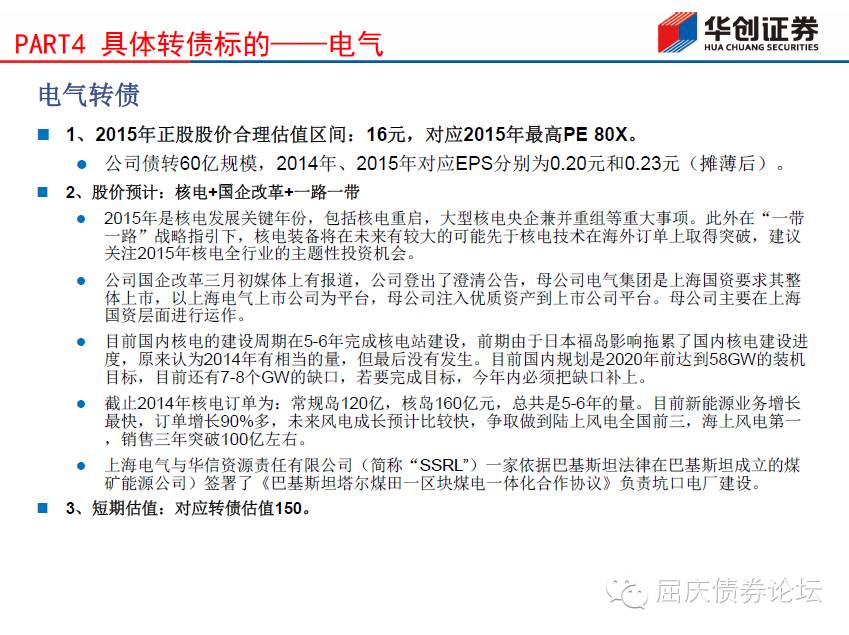 PART4 具体转债标的——电气
华创证券
HUA CHUANG SECURITIES
电气转债
1、2015年正股股价合理估值区间：16元，对应2015年最高PE 80X。
公司债转60亿规模，2014年、2015年对应EPS分别为0.20元和0.23元（摊薄后）。
2、股价预计：核电+国企改革+一路一带
2015年是核电发展关键年份，包括核电重启，大型核电央企兼并重组等重大事项。此外在“一带
一路”战略指引下，核电装备将在未来有较大的可能先于核电技术在海外订单上取得突破，建议
关注2015年核电全行业的主题性投资机会。
公司国企改革三月初媒体上有报道，公司登出了澄清公告，母公司电气集团是上海国资要求其整
体上市，以上海电气上市公司为平台，母公司注入优质资产到上市公司平台。母公司主要在上海
国资层面进行运作。
目前国内核电的建设周期在5-6年完成核电站建设，前期由于日本福岛影响拖累了国内核电建设进
度，原来认为2014年有相当的量，但最后没有发生。目前国内规划是2020年前达到58GW的装机
目标，目前还有7-8个GW的缺口，若要完成目标，今年内必须把缺口补上。
截止2014年核电订单为：常规岛120亿，核岛160亿元，总共是5-6年的量。目前新能源业务增长
最快，订单增长90%多，未来风电成长预计比较快，争取做到陆上风电全国前三，海上风电第一
，销售三年突破100亿左右。
上海电气与华信资源责任有限公司（简称“SSRL”）一家依据巴基斯坦法律在巴基斯坦成立的煤
矿能源公司）签署了《巴基斯坦塔尔煤田一区块煤电一体化合作协议》负责坑口电厂建设。
3、短期估值：对应转债估值150。
屈庆债券论坛